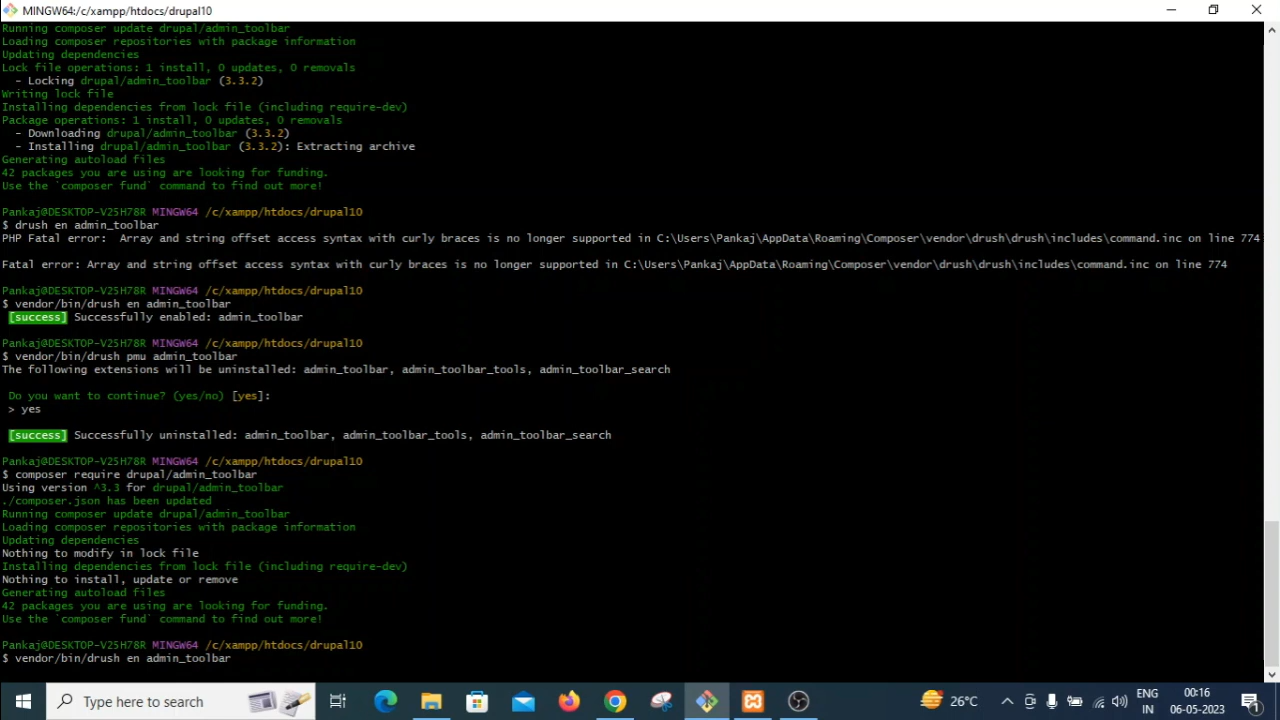 MINGW64:/c/xampp/htdocs/drupal10
Running composer update drupal/admin_toolbar
Loading composer repositories with package information
Updating dependencies
Lock file operations: 1 install, 0 updates, 0 removals
- Locking drupal/admin_toolbar (3.3.2)
Writing lock file
Installing dependencies from lock file (including require-dev)
Package operations: 1 install, 0 updates, 0 removals
- Downloading drupal/admin_toolbar (3.3.2)
- Installing drupal/admin_toolbar (3.3.2): Extracting archive
Generating autoload files
42 packages you are using are looking for funding.
Use the `composer fund` command to find out more!
Pankaj@DESKTOP-V25H78R MINGW64 /c/xampp/htdocs/drupal10
$ drush en admin_toolbar
PHP Fatal error:  Array and string offset access syntax with curly braces is no longer supported in C:\Users\Pankaj\AppData\Roaming\Composer\vendor\drush\drush\includes\command.inc on line 774
Fatal error: Array and string offset access syntax with curly braces is no longer supported in C:\Users\Pankaj\AppData\Roaming\Composer\vendor\drush\drush\includes\command.inc on line 774
Pankaj@DESKTOP-V25H78R MINGW64 /c/xampp/htdocs/drupal10
$ vendor/bin/drush en admin_toolbar
[success] Successfully enabled: admin_toolbar
Pankaj@DESKTOP-V25H78R MINGW64 /c/xampp/htdocs/drupal10
$ vendor/bin/drush pmu admin_toolbar
The following extensions will be uninstalled: admin_toolbar, admin_toolbar_tools, admin_toolbar_search
Do you want to continue? (yes/no) [yes]:
> yes
[success] Successfully uninstalled: admin_toolbar, admin_toolbar_tools, admin_toolbar_search
Pankaj@DESKTOP-V25H78R MINGW64 /c/xampp/htdocs/drupal10
$ composer require drupal/admin_toolbar
Using version ^3.3 for drupal/admin_toolbar
./composer.json has been updated
Running composer update drupal/admin_toolbar
Loading composer repositories with package information
Updating dependencies
Nothing to modify in lock file
Installing dependencies from lock file (including require-dev)
Nothing to install, update or remove
Generating autoload files
42 packages you are using are looking for funding.
Use the `composer fund` command to find out more!
Pankaj@DESKTOP-V25H78R MINGW64 /c/xampp/htdocs/drupal10
$ vendor/bin/drush en admin_toolbar
Type here to search
26°C
ENG
IN
00:16
06-05-2023
1